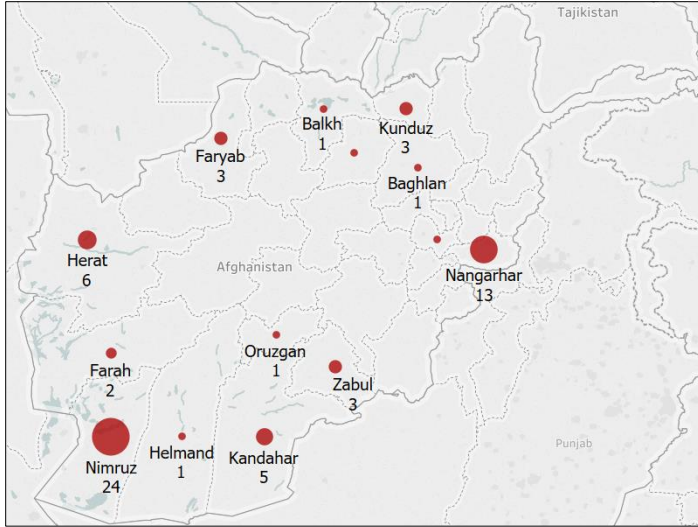 Tajikistan
Balkh
1
Kunduz
3
Faryab
3
Baghlan
1
Herat
6
Afghanistan
Nangarhar
13
Oruzgan
1
Farah
2
Zabul
3
Nimruz
24
Helmand
1
Kandahar
5
Punjab